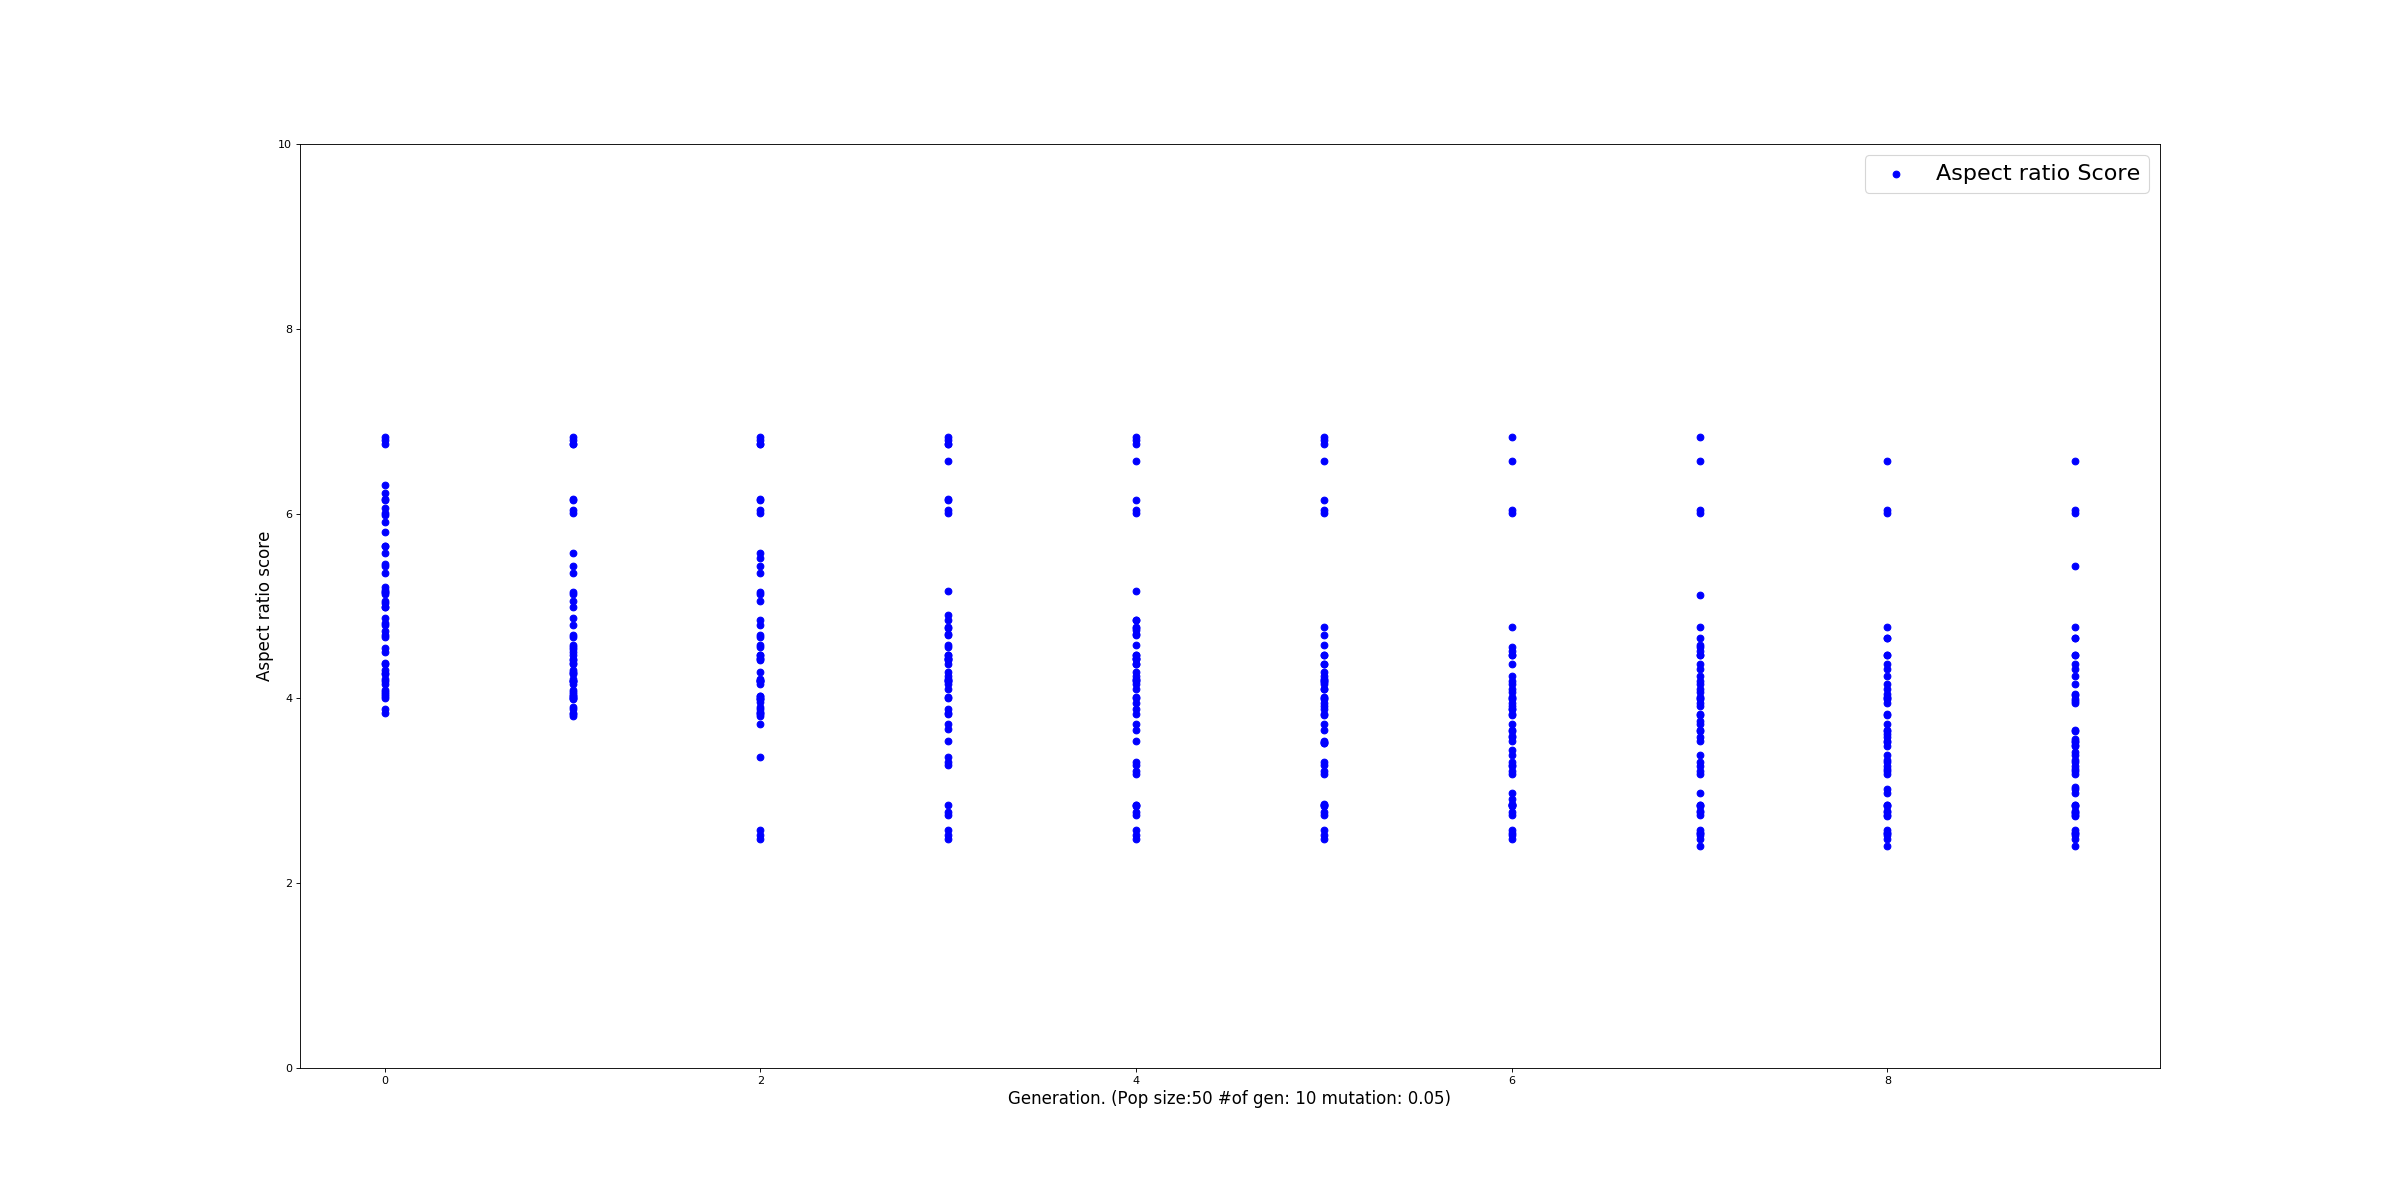 Aspect ratio Score
10
8
6
4
2
0
Aspect ratio score
0 2 4 6 8
Generation. (Pop size:50 #of gen: 10 mutation: 0.05)